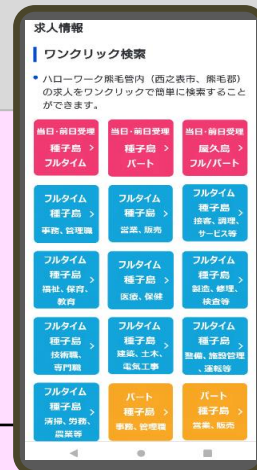 求人情報
ワンクリック検索
• ハローワーク熊毛管内（西之表市、熊毛郡）
の求人をワンクリックで簡単に検索すること
ができます。
当日・前日受理
種子島 >
フルタイム
当日・前日受理
種子島 >
パート
当日・前日受理
屋久島 >
フル/パート
フルタイム
種子島 >
事務、管理職
フルタイム
種子島 >
営業、販売
フルタイム
種子島 >
接客、調理、
サービス等
フルタイム
種子島 >
福祉、保育、
教育
フルタイム
種子島 >
医療、保健
フルタイム
種子島 >
製造、修理、
検査等
フルタイム
種子島 >
技術職、
専門職
フルタイム
種子島 >
建築、土木、
電気工事
フルタイム
種子島 >
整備、施設管理
、運転等
フルタイム
種子島 >
清掃、労務、
農業等
パート
種子島 >
事務、管理職
パート
種子島 >
営業、販売